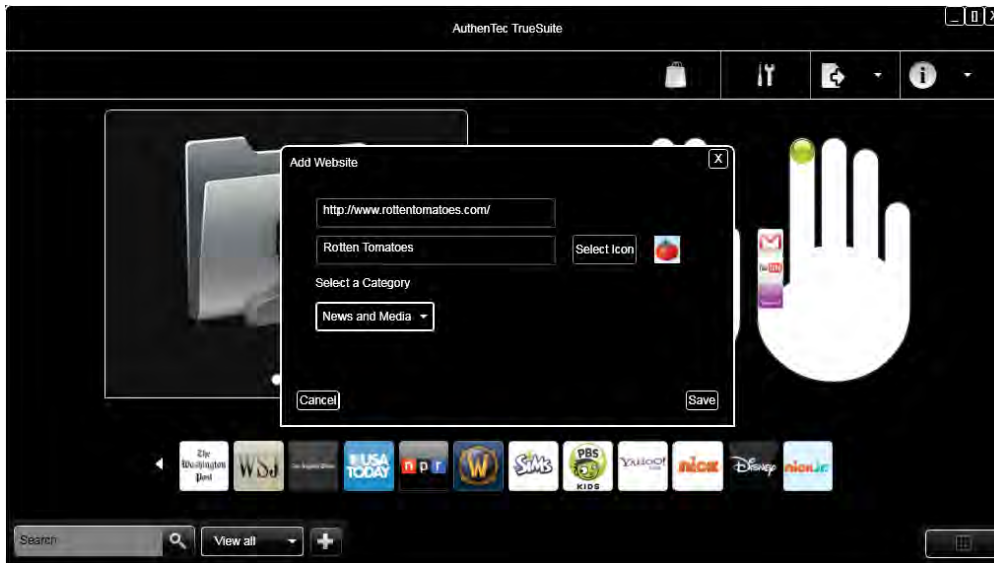 AuthenTec TrueSuite
Add Website
X
http://www.rottentomatoes.com/
Rotten Tomatoes
Select Icon
Select a Category
News and Media
Cancel
Save
The Washington Post
WSJ
USA TODAY
npr
W
SiMS
PBS KIDS
YAHOO!
nick
Disney
nick jr.
Search
View all